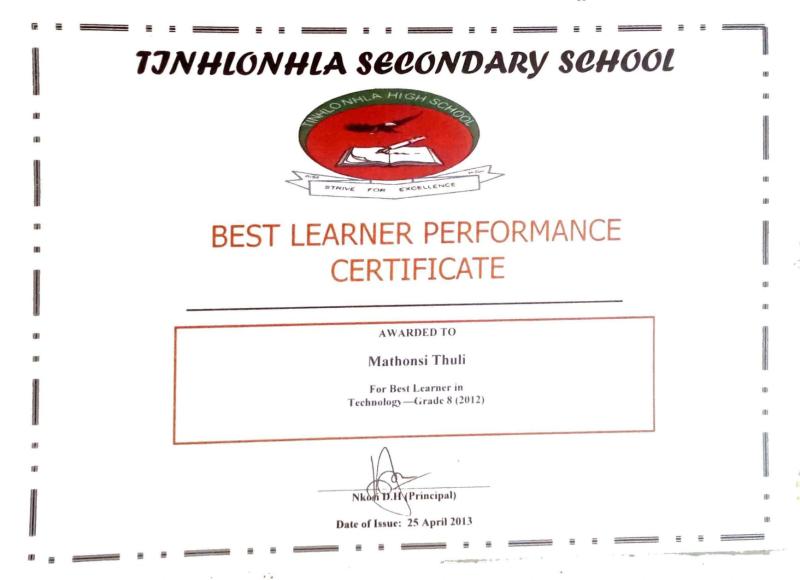 TINHLONHLA SECONDARY SCHOOL
TINHLONHLA HIGH SCHOOL
STRIVE FOR EXCELLENCE
BEST LEARNER PERFORMANCE
CERTIFICATE
AWARDED TO
Mathonsi Thuli
For Best Learner in
Technology—Grade 8 (2012)
D.H (Principal)
Date of Issue: 25 April 2013